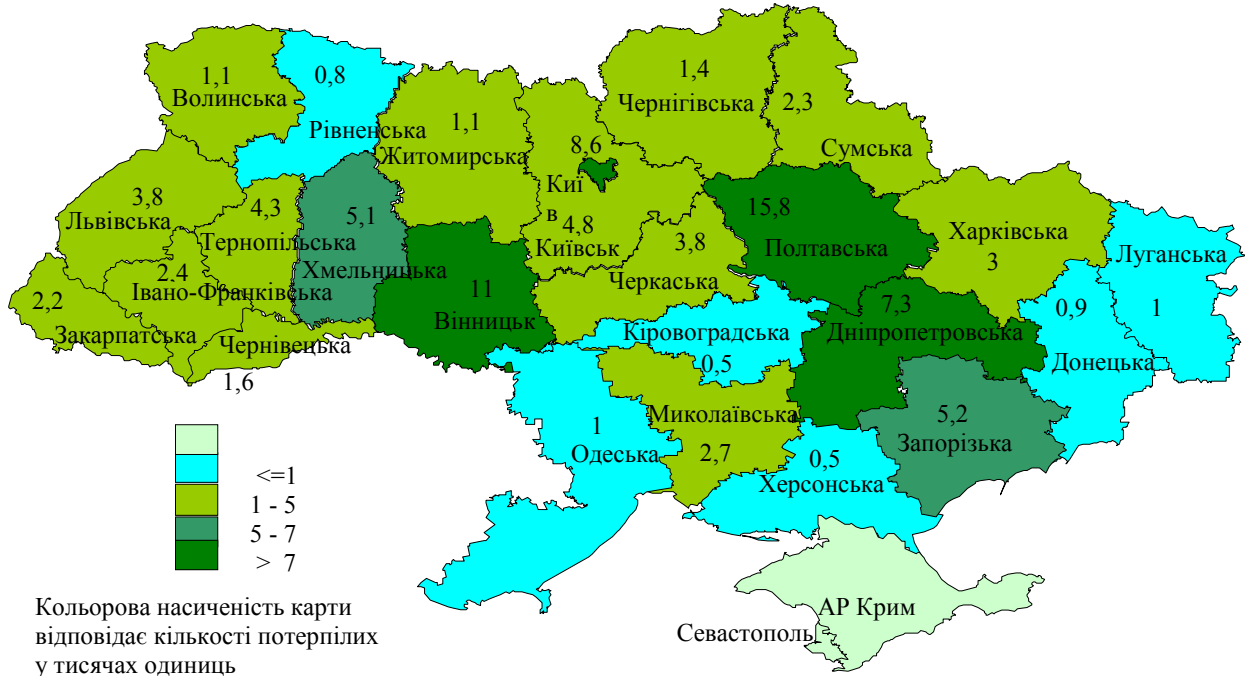 1,1
Волинська
0,8
Рівненська
1,1
Житомирська
8,6
Киї
в
4,8
Київськ
1,4
Чернігівська
2,3
Сумська
3,8
Львівська
4,3
Тернопільська
5,1
Хмельницька
2,4
Івано-Франківська
2,2
Закарпатська
Чернівецька
1,6
11
Вінницьк
3,8
Черкаська
15,8
Полтавська
Харківська
3
Луганська
1
0,9
Донецька
7,3
Дніпропетровська
Кіровоградська
0,5
5,2
Запорізька
Миколаївська
2,7
1
Одеська
0,5
Херсонська
АР Крим
Севастополь
<=1
1 - 5
5 - 7
> 7
Кольорова насиченість карти
відповідає кількості потерпілих
у тисячах одиниць